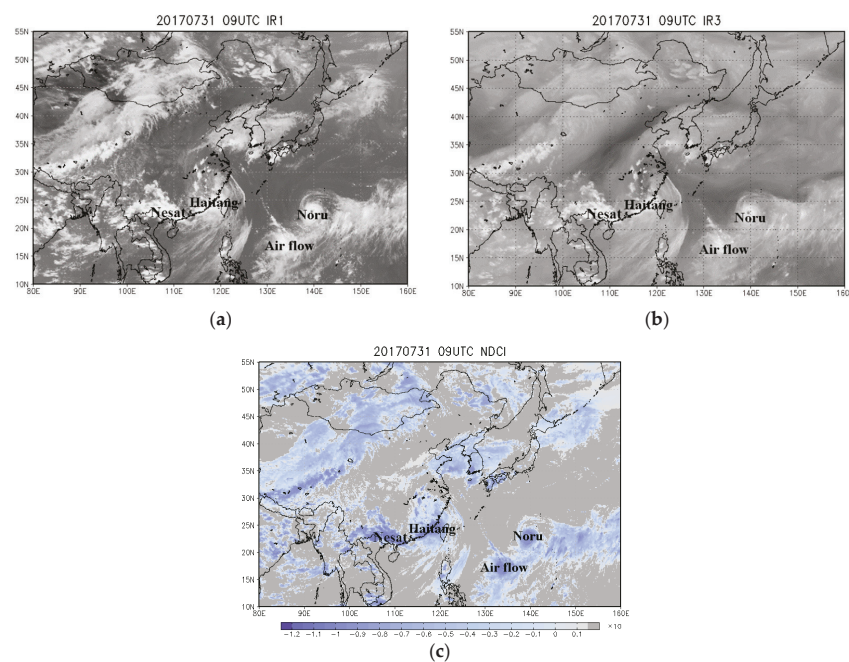 20170731 09UTC IR1
55N
50N
45N
40N
35N
30N
25N
20N
15N
10N
Haitang
Nesat
Noru
Air flow
80E 90E 100E 110E 120E 130E 140E 150E 160E
(a)
20170731 09UTC IR3
55N
50N
45N
40N
35N
30N
25N
20N
15N
10N
Haitang
Nesat
Noru
Air flow
80E 90E 100E 110E 120E 130E 140E 150E 160E
(b)
20170731 09UTC NDCI
55N
50N
45N
40N
35N
30N
25N
20N
15N
10N
Haitang
Nesat
Noru
Air flow
80E 90E 100E 110E 120E 130E 140E 150E 160E
×10
-1.2 -1.1 -1 -0.9 -0.8 -0.7 -0.6 -0.5 -0.4 -0.3 -0.2 -0.1 0 0.1
(c)